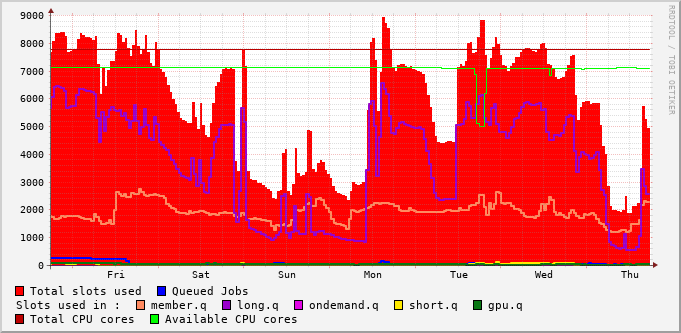 9000
8000
7000
6000
5000
4000
3000
2000
1000
0
Fri Sat Sun Mon Tue Wed Thu
RRDTOOL / TOBI OETIKER
Total slots used Queued Jobs
Slots used in : member.q long.q ondemand.q short.q gpu.q
Total CPU cores Available CPU cores